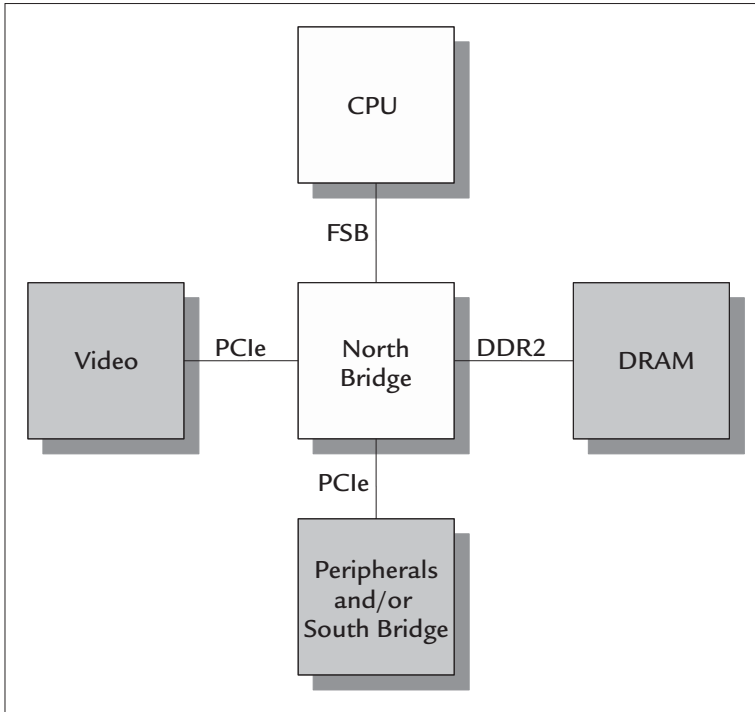 CPU
FSB
Video
PCIe
North
Bridge
DDR2
DRAM
PCIe
Peripherals
and/or
South Bridge